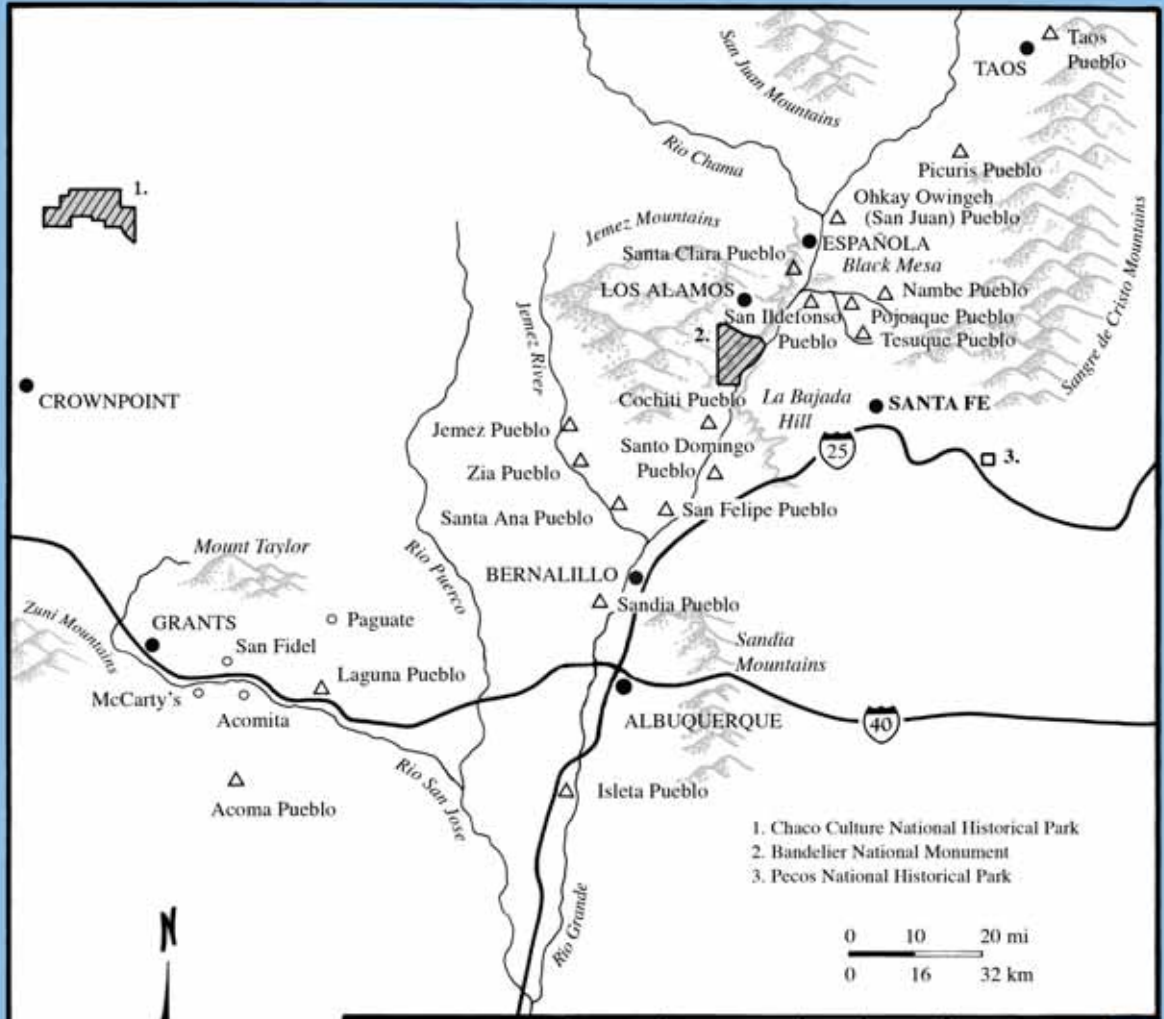 San Juan Mountains
TAOS
Taos
Pueblo
Rio Chama
Picuris Pueblo
1.
Ohkay Owingeh
(San Juan) Pueblo
Jemez Mountains
ESPAÑOLA
Santa Clara Pueblo
Black Mesa
Sangre de Cristo Mountains
LOS ALAMOS
Nambe Pueblo
Jemez River
San Ildefonso
Pueblo
Pojoaque Pueblo
2.
Tesuque Pueblo
CROWNPOINT
Cochiti Pueblo
La Bajada
Hill
SANTA FE
Jemez Pueblo
Santo Domingo
Pueblo
25
3.
Zia Pueblo
Santa Ana Pueblo
San Felipe Pueblo
Mount Taylor
Rio Puerco
BERNALILLO
Sandia Pueblo
Zuni Mountains
GRANTS
Paguate
San Fidel
Sandia
Mountains
Laguna Pueblo
McCarty's
Acomita
ALBUQUERQUE
40
Rio San Jose
Acoma Pueblo
Isleta Pueblo
1. Chaco Culture National Historical Park
2. Bandelier National Monument
3. Pecos National Historical Park
Rio Grande
N
0 10 20 mi
0 16 32 km